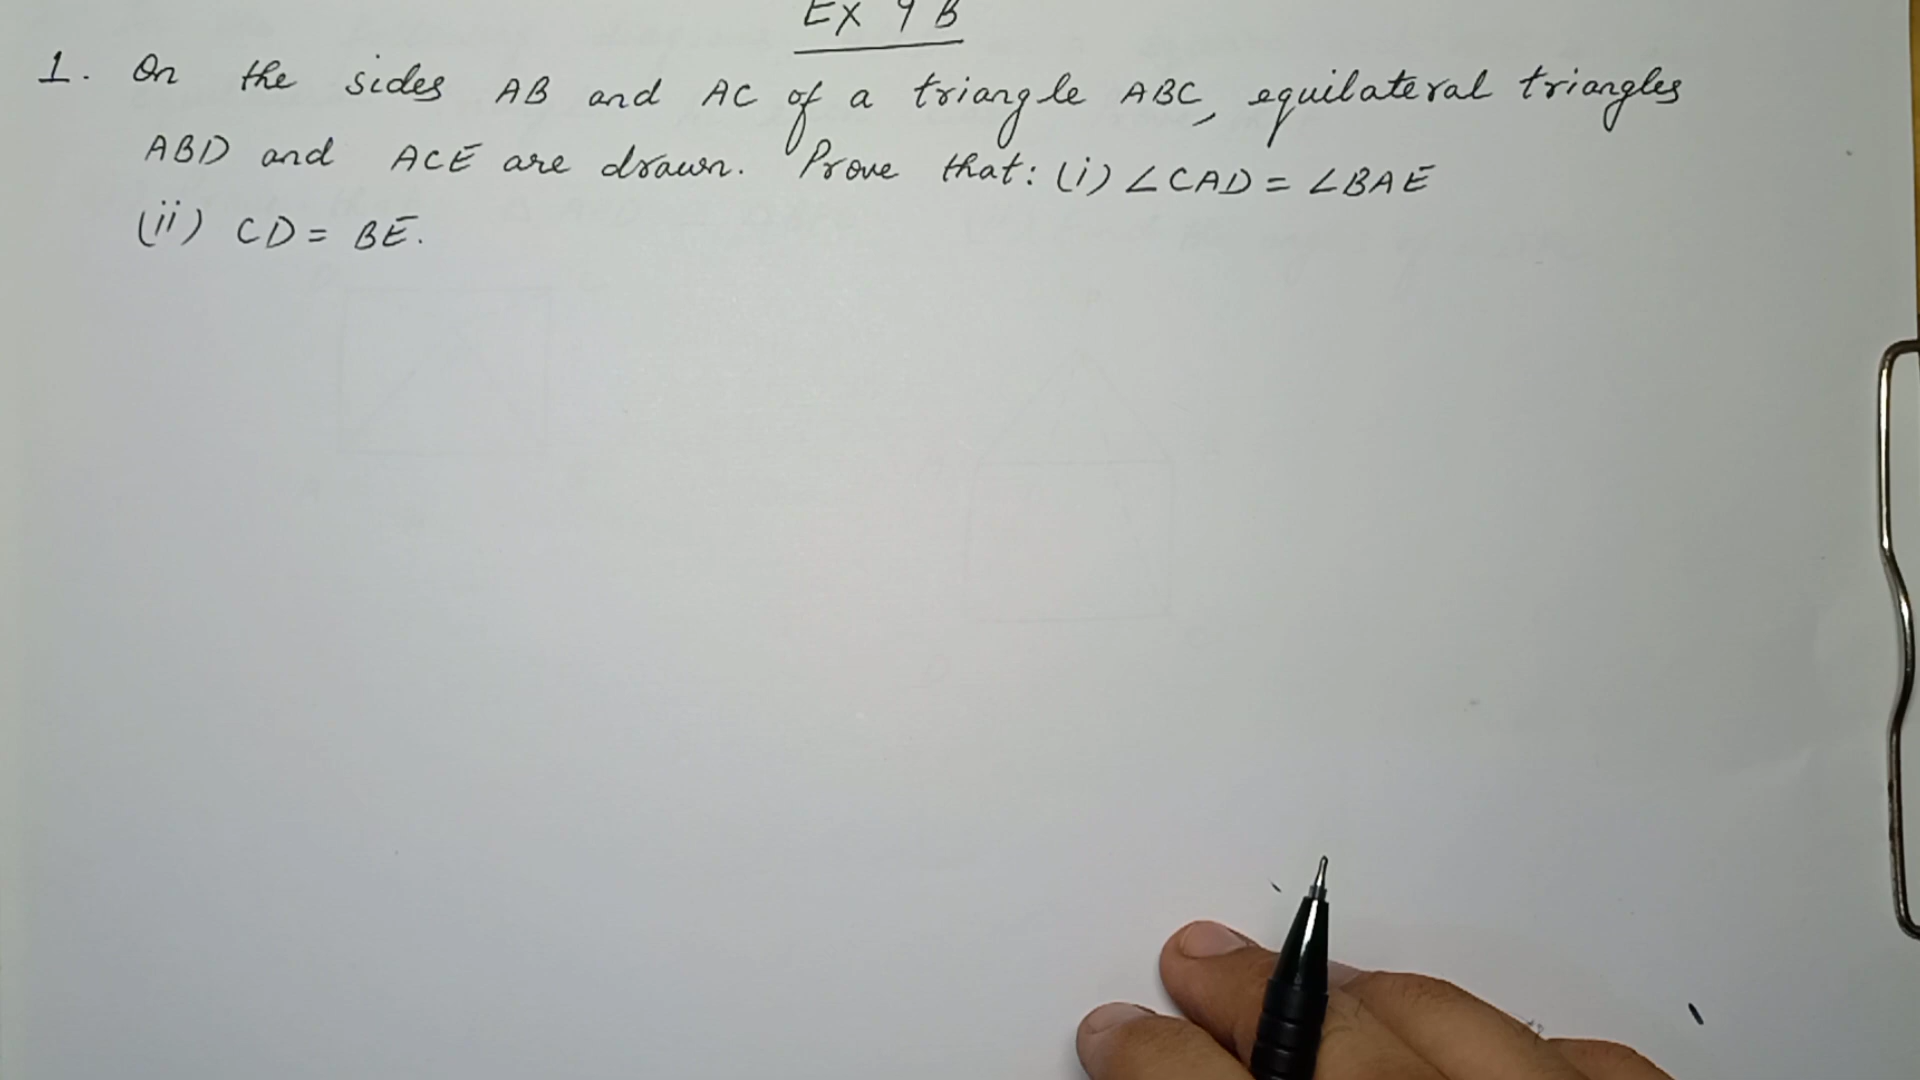 Ex 9 B
1. On the sides AB and AC of a triangle ABC, equilateral triangles
ABD and ACE are drawn. Prove that: (i) ∠CAD = ∠BAE
(ii) CD = BE.